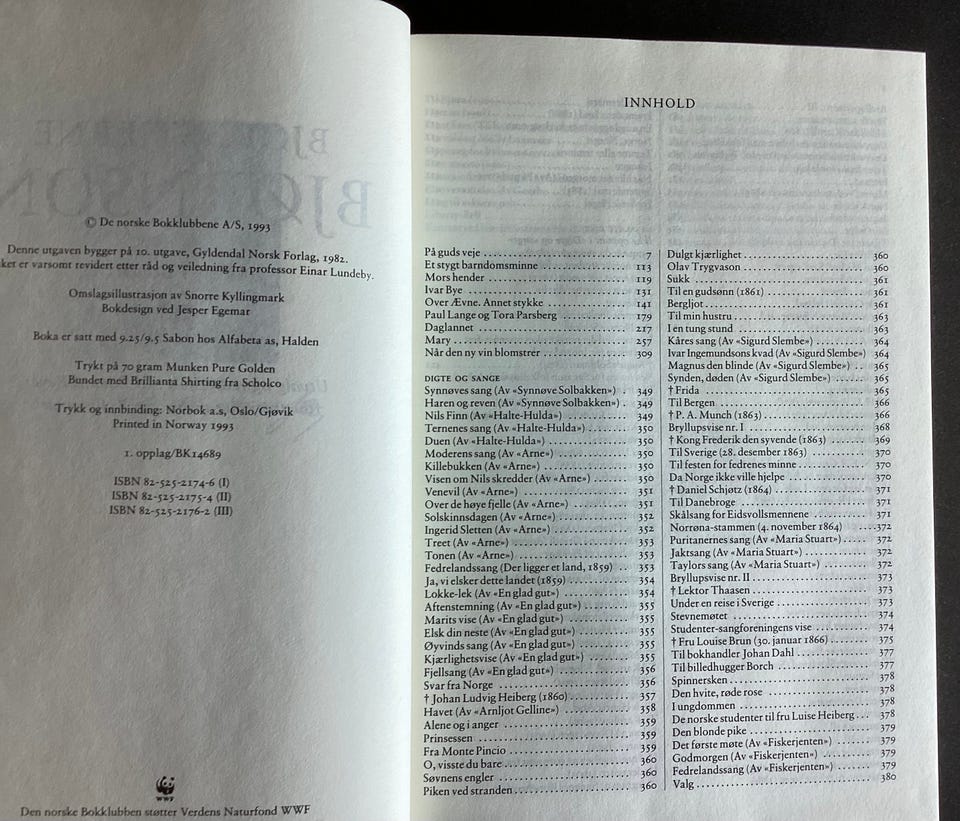 © De norske Bokklubbene A/S, 1993
Denne utgaven bygger på 10. utgave, Gyldendal Norsk Forlag, 1982.
ket er varsomt revidert etter råd og veiledning fra professor Einar Lundeby.
Omslagsillustrasjon av Snorre Kyllingmark
Bokdesign ved Jesper Egemar
Boka er satt med 9.25/9.5 Sabon hos Alfabeta as, Halden
Trykt på 70 gram Munken Pure Golden
Bundet med Brillianta Shirting fra Scholco
Trykk og innbinding: Norbok a.s, Oslo/Gjøvik
Printed in Norway 1993
1. opplag/BK14689
ISBN 82-525-2174-6 (I)
ISBN 82-525-2175-4 (II)
ISBN 82-525-2176-2 (III)
WWF
Den norske Bokklubben støtter Verdens Naturfond WWF
INNHOLD
På guds veje 7
Et stygt barndomsminne 113
Mors hender 119
Ivar Bye 131
Over Ævne. Annet stykke 141
Paul Lange og Tora Parsberg 179
Daglannet 217
Mary 257
Når den ny vin blomstrer 309
DIGTE OG SANGE
Synnøves sang (Av «Synnøve Solbakken») 349
Haren og reven (Av «Synnøve Solbakken») 349
Nils Finn (Av «Halte-Hulda») 349
Ternenes sang (Av «Halte-Hulda») 350
Duen (Av «Halte-Hulda») 350
Moderens sang (Av «Arne») 350
Killebukken (Av «Arne») 350
Visen om Nils skredder (Av «Arne») 350
Venevil (Av «Arne») 351
Over de høye fjelle (Av «Arne») 351
Solskinnsdagen (Av «Arne») 352
Ingerid Sletten (Av «Arne») 352
Treet (Av «Arne») 353
Tonen (Av «Arne») 353
Fedrelandssang (Der ligger et land, 1859) 353
Ja, vi elsker dette landet (1859) 354
Lokke-lek (Av «En glad gut») 354
Aftenstemning (Av «En glad gut») 355
Marits vise (Av «En glad gut») 355
Elsk din neste (Av «En glad gut») 355
Øyvinds sang (Av «En glad gut») 355
Kjærlighetsvise (Av «En glad gut») 355
Fjellsang (Av «En glad gut») 356
Svar fra Norge 356
† Johan Ludvig Heiberg (1860) 357
Havet (Av «Arnljot Gelline») 358
Alene og i anger 359
Prinsessen 359
Fra Monte Pincio 359
O, visste du bare 360
Søvnens engler 360
Piken ved stranden 360
Dulgt kjærlighet 360
Olav Trygvason 360
Sukk 361
Til en gudsønn (1861) 361
Bergljot 361
Til min hustru 363
I en tung stund 363
Kåres sang (Av «Sigurd Slembe») 364
Ivar Ingemundsons kvad (Av «Sigurd Slembe») 364
Magnus den blinde (Av «Sigurd Slembe») 365
Synden, døden (Av «Sigurd Slembe») 365
† Frida 365
Til Bergen 366
† P. A. Munch (1863) 366
Bryllupsvise nr. I 368
† Kong Frederik den syvende (1863) 369
Til Sverige (28. desember 1863) 370
Til festen for fedrenes minne 370
Da Norge ikke ville hjelpe 370
† Daniel Schjøtz (1864) 371
Til Danebroge 371
Skålsang for Eidsvollsmennene 371
Norrøna-stammen (4. november 1864) 372
Puritanernes sang (Av «Maria Stuart») 372
Jaktsang (Av «Maria Stuart») 372
Taylors sang (Av «Maria Stuart») 372
Bryllupsvise nr. II 373
† Lektor Thaasen 373
Under en reise i Sverige 373
Stevnemøtet 374
Studenter-sangforeningens vise 374
† Fru Louise Brun (30. januar 1866) 375
Til bokhandler Johan Dahl 377
Til billedhugger Borch 377
Spinnersken 378
Den hvite, røde rose 378
I ungdommen 378
De norske studenter til fru Luise Heiberg 378
Den blonde pike 379
Det første møte (Av «Fiskerjenten») 379
Godmorgen (Av «Fiskerjenten») 379
Fedrelandssang (Av «Fiskerjenten») 379
Valg 380